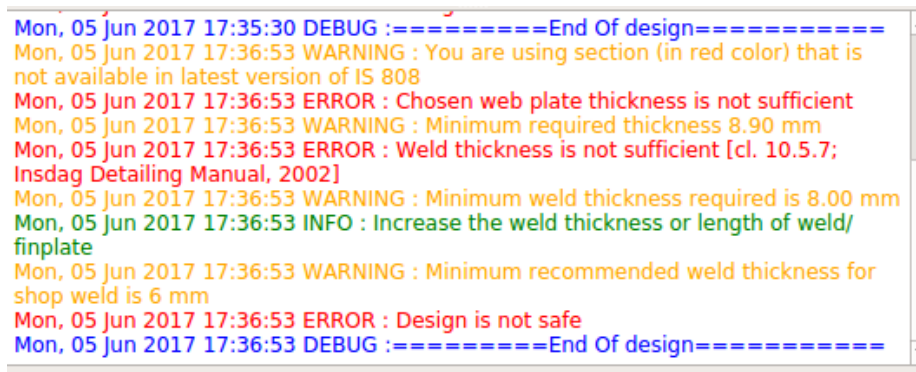 Mon, 05 Jun 2017 17:35:30 DEBUG :=========End Of design===========
Mon, 05 Jun 2017 17:36:53 WARNING : You are using section (in red color) that is
not available in latest version of IS 808
Mon, 05 Jun 2017 17:36:53 ERROR : Chosen web plate thickness is not sufficient
Mon, 05 Jun 2017 17:36:53 WARNING : Minimum required thickness 8.90 mm
Mon, 05 Jun 2017 17:36:53 ERROR : Weld thickness is not sufficient [cl. 10.5.7;
Insdag Detailing Manual, 2002]
Mon, 05 Jun 2017 17:36:53 WARNING : Minimum weld thickness required is 8.00 mm
Mon, 05 Jun 2017 17:36:53 INFO : Increase the weld thickness or length of weld/
finplate
Mon, 05 Jun 2017 17:36:53 WARNING : Minimum recommended weld thickness for
shop weld is 6 mm
Mon, 05 Jun 2017 17:36:53 ERROR : Design is not safe
Mon, 05 Jun 2017 17:36:53 DEBUG :=========End Of design===========